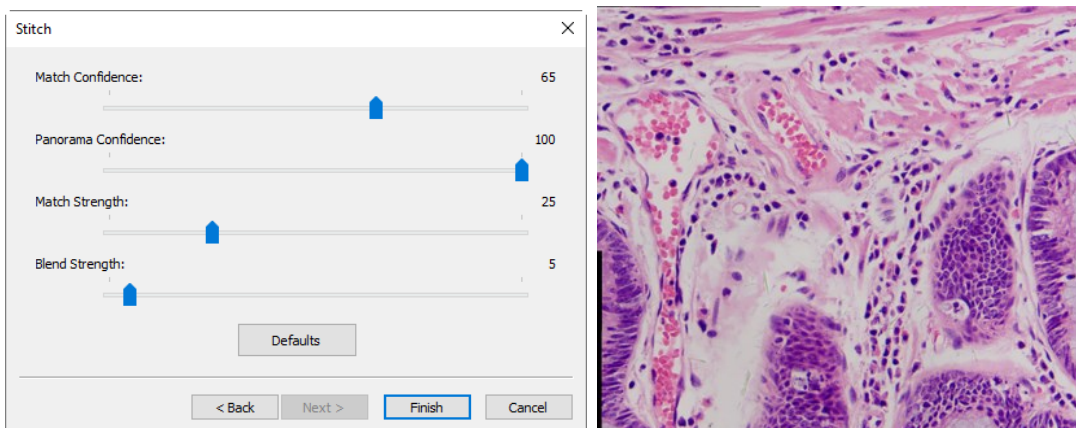 Stitch
Match Confidence: 65
Panorama Confidence: 100
Match Strength: 25
Blend Strength: 5
Defaults
< Back Next > Finish Cancel